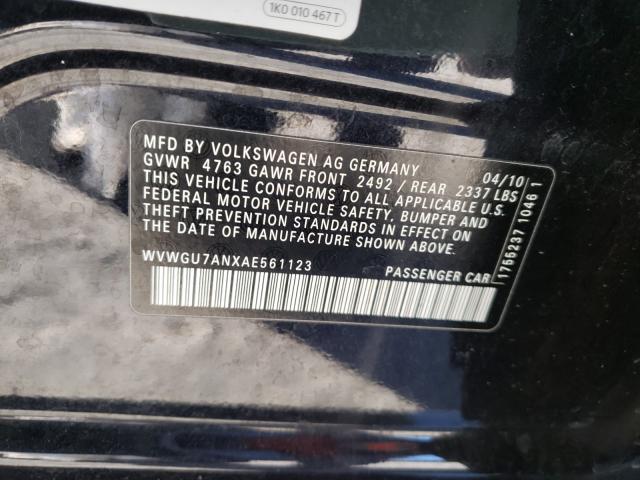 1K0 010 467 T
MFD BY VOLKSWAGEN AG GERMANY 04/10
GVWR 4763 GAWR FRONT 2492 / REAR 2337 LBS
THIS VEHICLE CONFORMS TO ALL APPLICABLE U.S.
FEDERAL MOTOR VEHICLE SAFETY, BUMPER AND
THEFT PREVENTION STANDARDS IN EFFECT ON
THE DATE OF MANUFACTURE SHOWN ABOVE.
WVWGU7ANXAE561123 PASSENGER CAR
1755237 1046 1